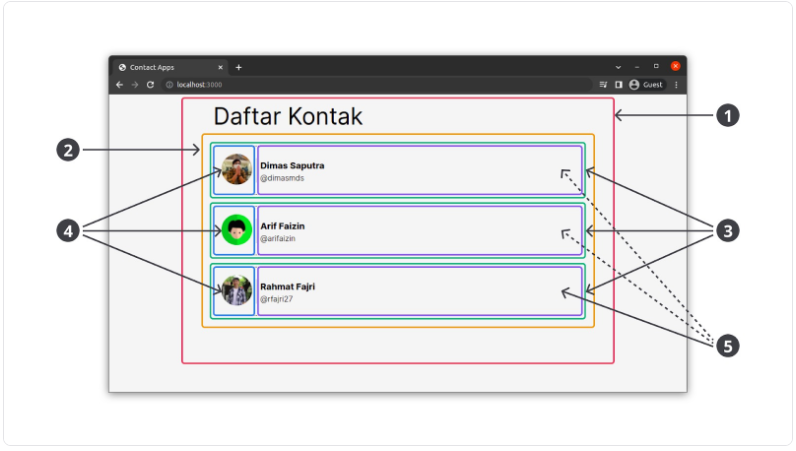 Contact Apps
localhost:3000
Guest
Daftar Kontak
1
2
Dimas Saputra
@dimasmds
4
Arif Faizin
@arifaizin
3
Rahmat Fajri
@rfajri27
5